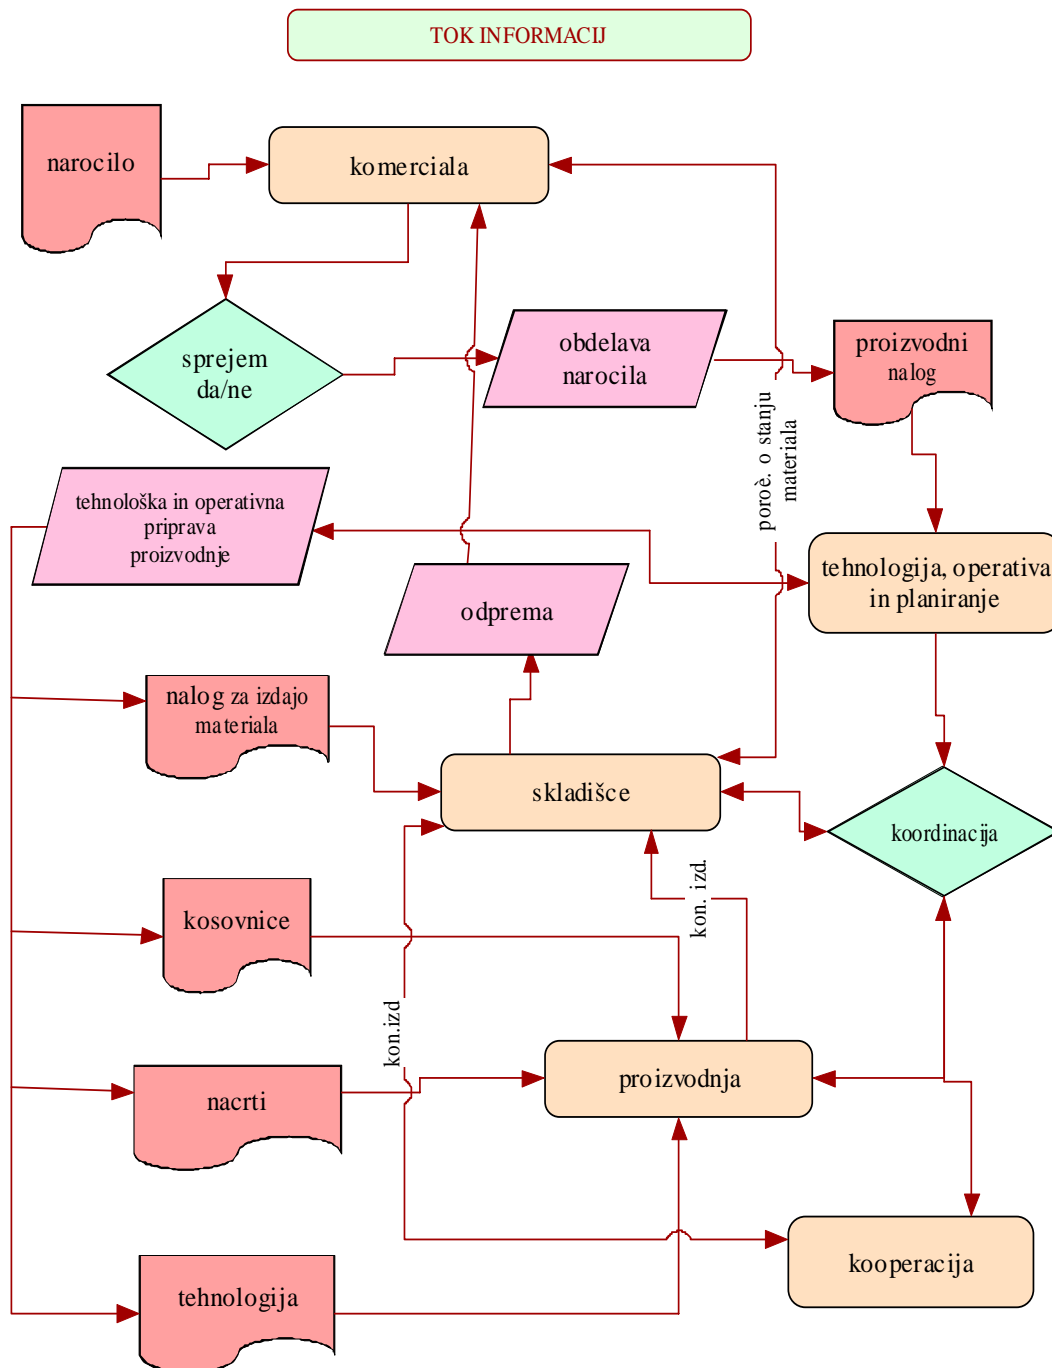 TOK INFORMACIJ
narocilo
komerciala
sprejem
da/ne
obdelava
narocila
proizvodni
nalog
poroè. o stanju
materiala
tehnološka in operativna
priprava
proizvodnje
tehnologija, operativa
in planiranje
odprema
nalog za izdajo
materiala
skladišce
koordinacija
kon. izd.
kosovnice
kon.izd
proizvodnja
nacrti
kooperacija
tehnologija